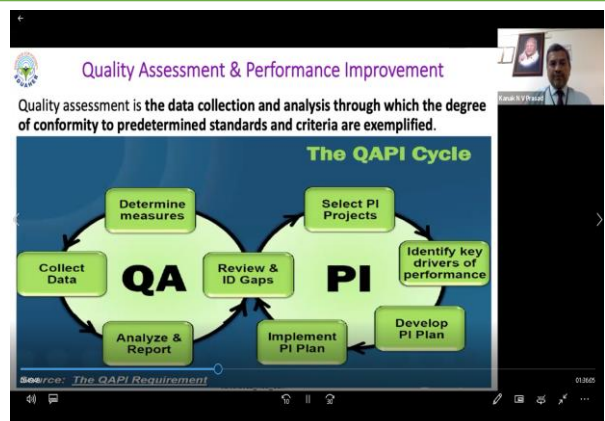 Quality Assessment & Performance Improvement
Kanak N V Prasad
Quality assessment is the data collection and analysis through which the degree
of conformity to predetermined standards and criteria are exemplified.
The QAPI Cycle
Determine
measures
Select PI
Projects
Collect
Data
QA
Review &
ID Gaps
PI
Identify key
drivers of
performance
Analyze &
Report
Implement
PI Plan
Develop
PI Plan
The QAPI Requirement
10
30